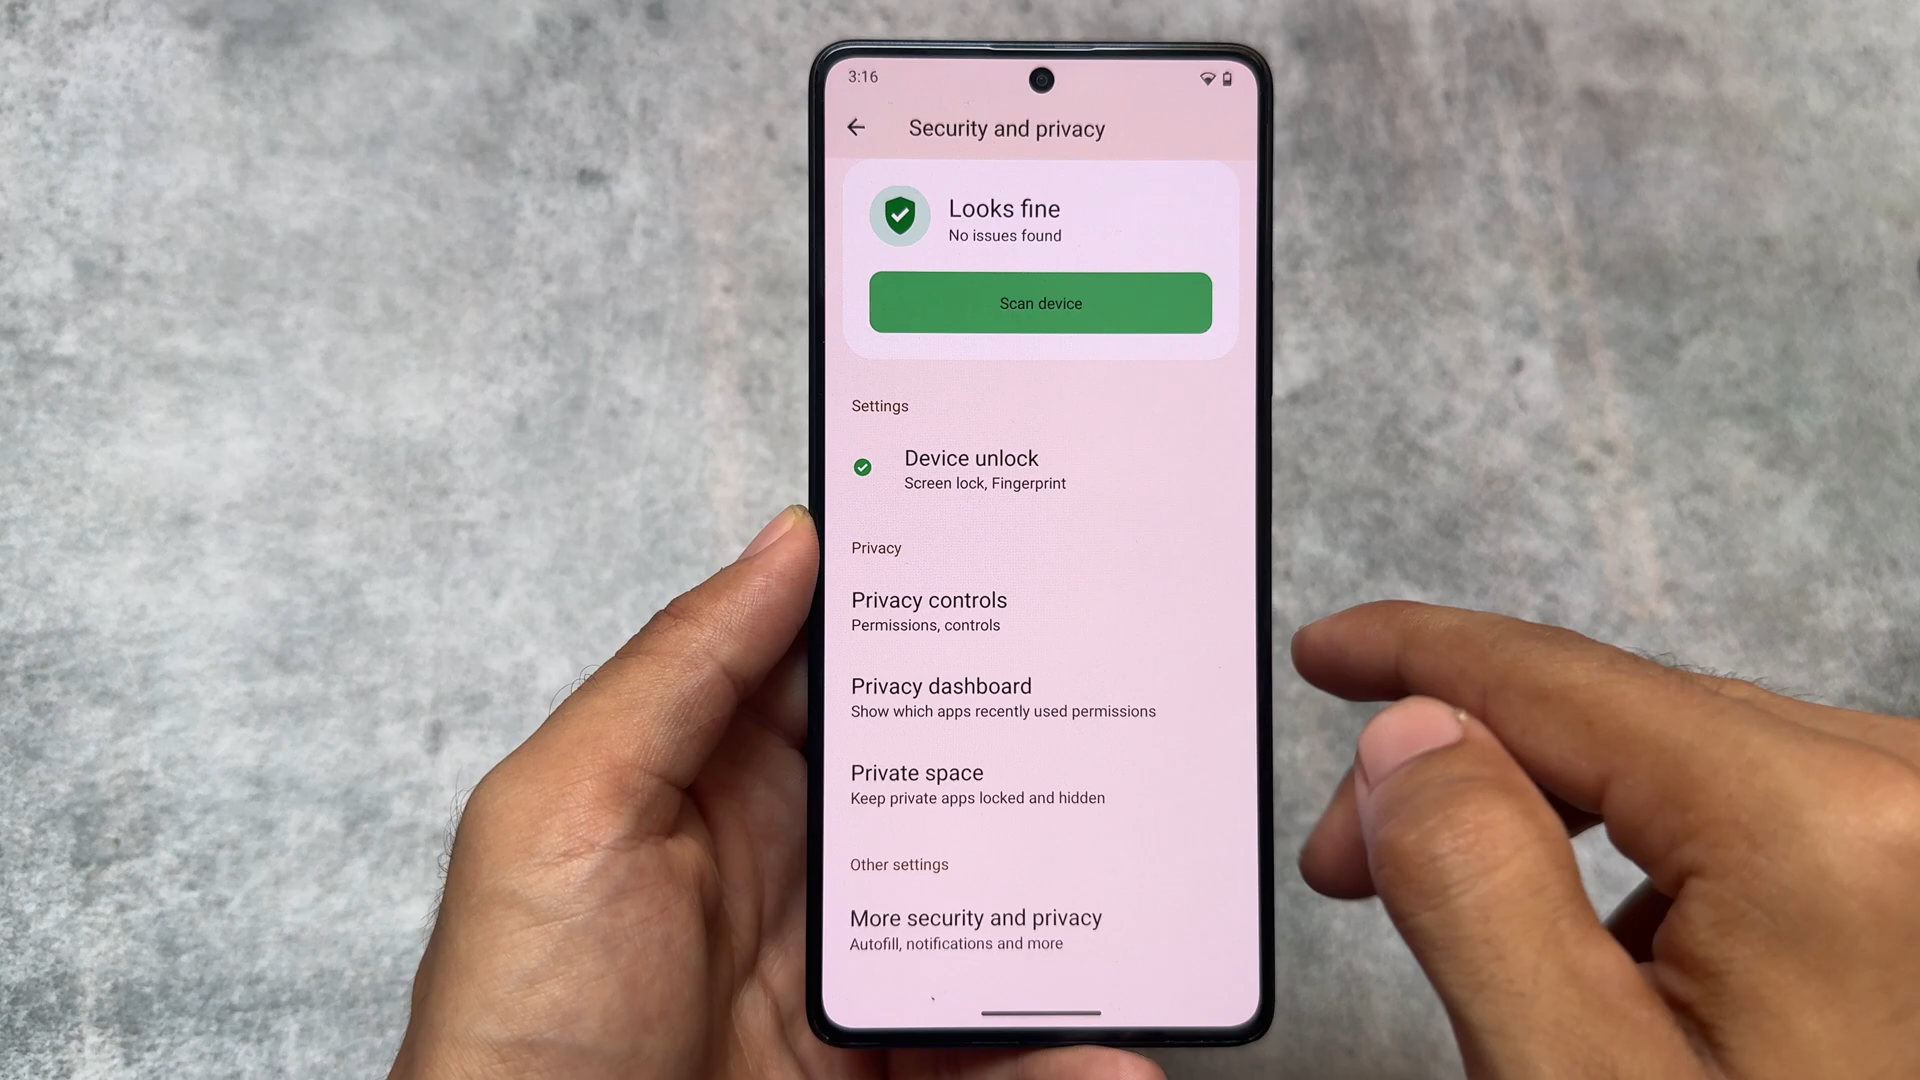 3:16
Security and privacy
Looks fine
No issues found
Scan device
Settings
Device unlock
Screen lock, Fingerprint
Privacy
Privacy controls
Permissions, controls
Privacy dashboard
Show which apps recently used permissions
Private space
Keep private apps locked and hidden
Other settings
More security and privacy
Autofill, notifications and more